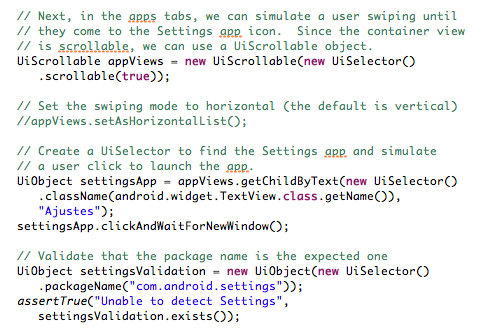 // Next, in the apps tabs, we can simulate a user swiping until
// they come to the Settings app icon.  Since the container view
// is scrollable, we can use a UiScrollable object.
UiScrollable appViews = new UiScrollable(new UiSelector()
   .scrollable(true));

// Set the swiping mode to horizontal (the default is vertical)
//appViews.setAsHorizontalList();

// Create a UiSelector to find the Settings app and simulate
// a user click to launch the app.
UiObject settingsApp = appViews.getChildByText(new UiSelector()
   .className(android.widget.TextView.class.getName()),
   "Ajustes");
settingsApp.clickAndWaitForNewWindow();

// Validate that the package name is the expected one
UiObject settingsValidation = new UiObject(new UiSelector()
   .packageName("com.android.settings"));
assertTrue("Unable to detect Settings",
   settingsValidation.exists());